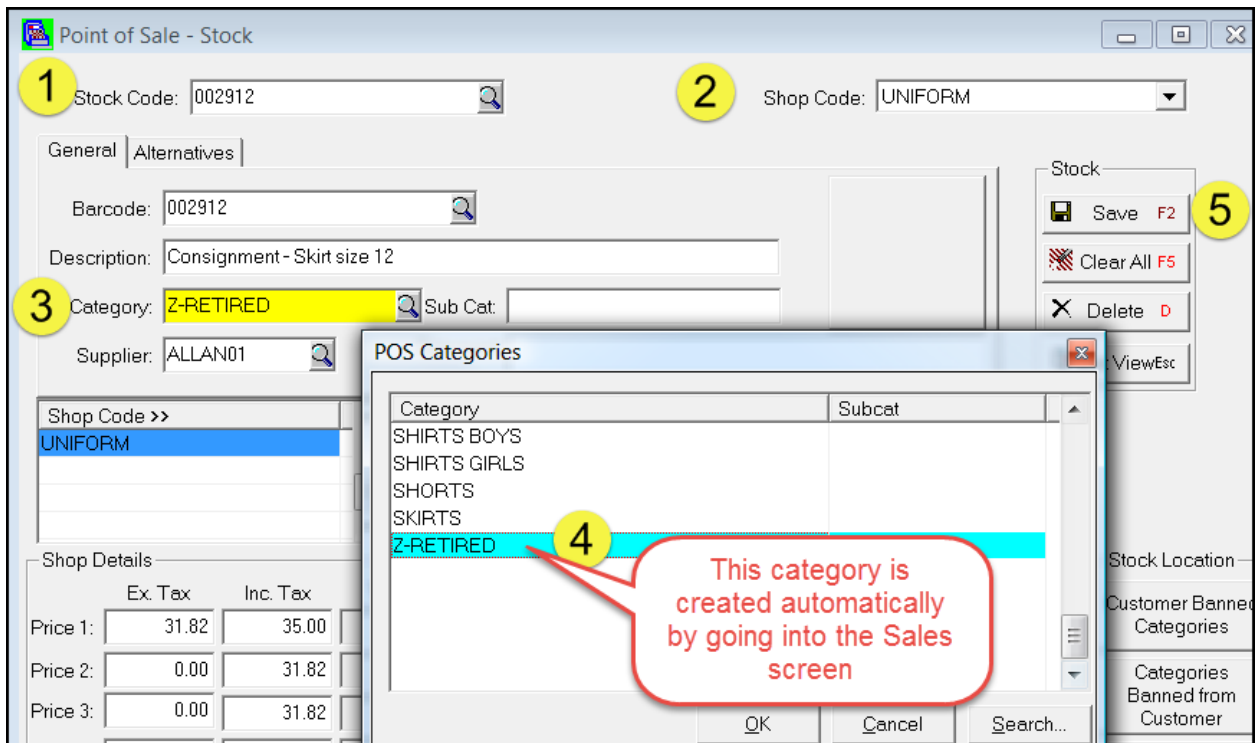 Point of Sale - Stock
1 Stock Code: 002912
2 Shop Code: UNIFORM
General Alternatives
Stock
Barcode: 002912
Save F2 5
Description: Consignment - Skirt size 12
Clear All F5
3 Category: Z-RETIRED Sub Cat:
Delete D
Supplier: ALLAN01
POS Categories
View Esc
Shop Code >>
UNIFORM
Category Subcat
SHIRTS BOYS
SHIRTS GIRLS
SHORTS
SKIRTS
Z-RETIRED 4
This category is
created automatically
by going into the Sales
screen
Shop Details
Ex. Tax Inc. Tax
Price 1: 31.82 35.00
Price 2: 0.00 31.82
Price 3: 0.00 31.82
Stock Location
Customer Banned
Categories
Categories
Banned from
Customer
OK Cancel Search...